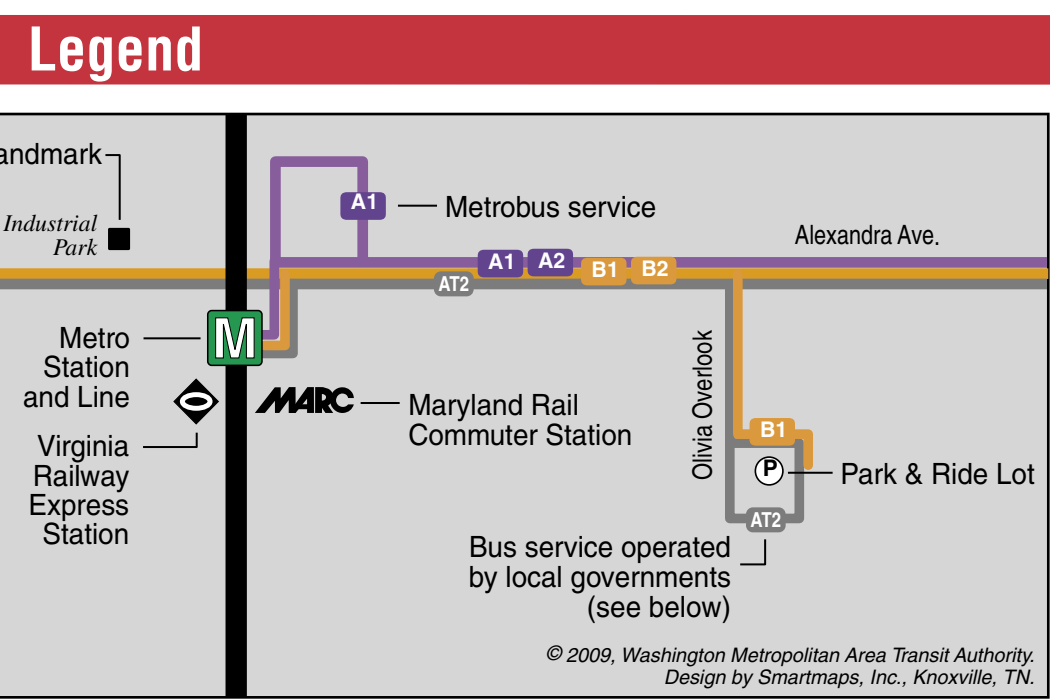 Legend
andmark
Industrial
Park
A1
Metrobus service
Alexandra Ave.
A1
A2
B1
B2
AT2
M
Metro
Station
and Line
MARC
Maryland Rail
Commuter Station
Virginia
Railway
Express
Station
Olivia Overlook
B1
P
Park & Ride Lot
AT2
Bus service operated
by local governments
(see below)
© 2009, Washington Metropolitan Area Transit Authority.
Design by Smartmaps, Inc., Knoxville, TN.